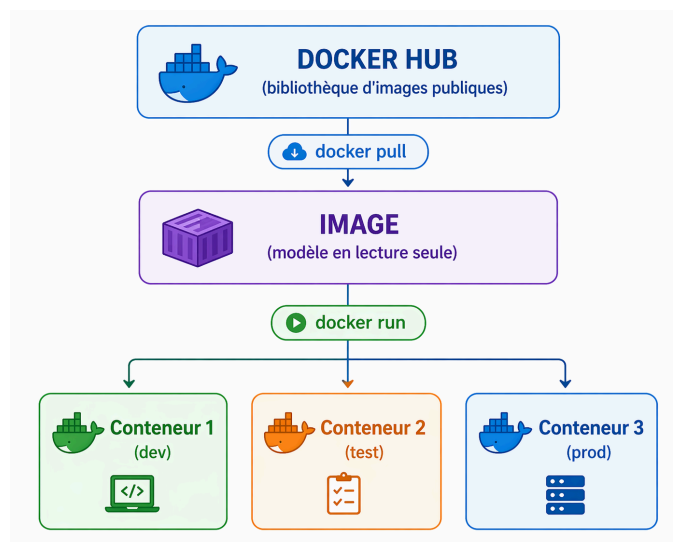 DOCKER HUB
(bibliothèque d'images publiques)
docker pull
IMAGE
(modèle en lecture seule)
docker run
Conteneur 1
(dev)
</>
Conteneur 2
(test)
Conteneur 3
(prod)